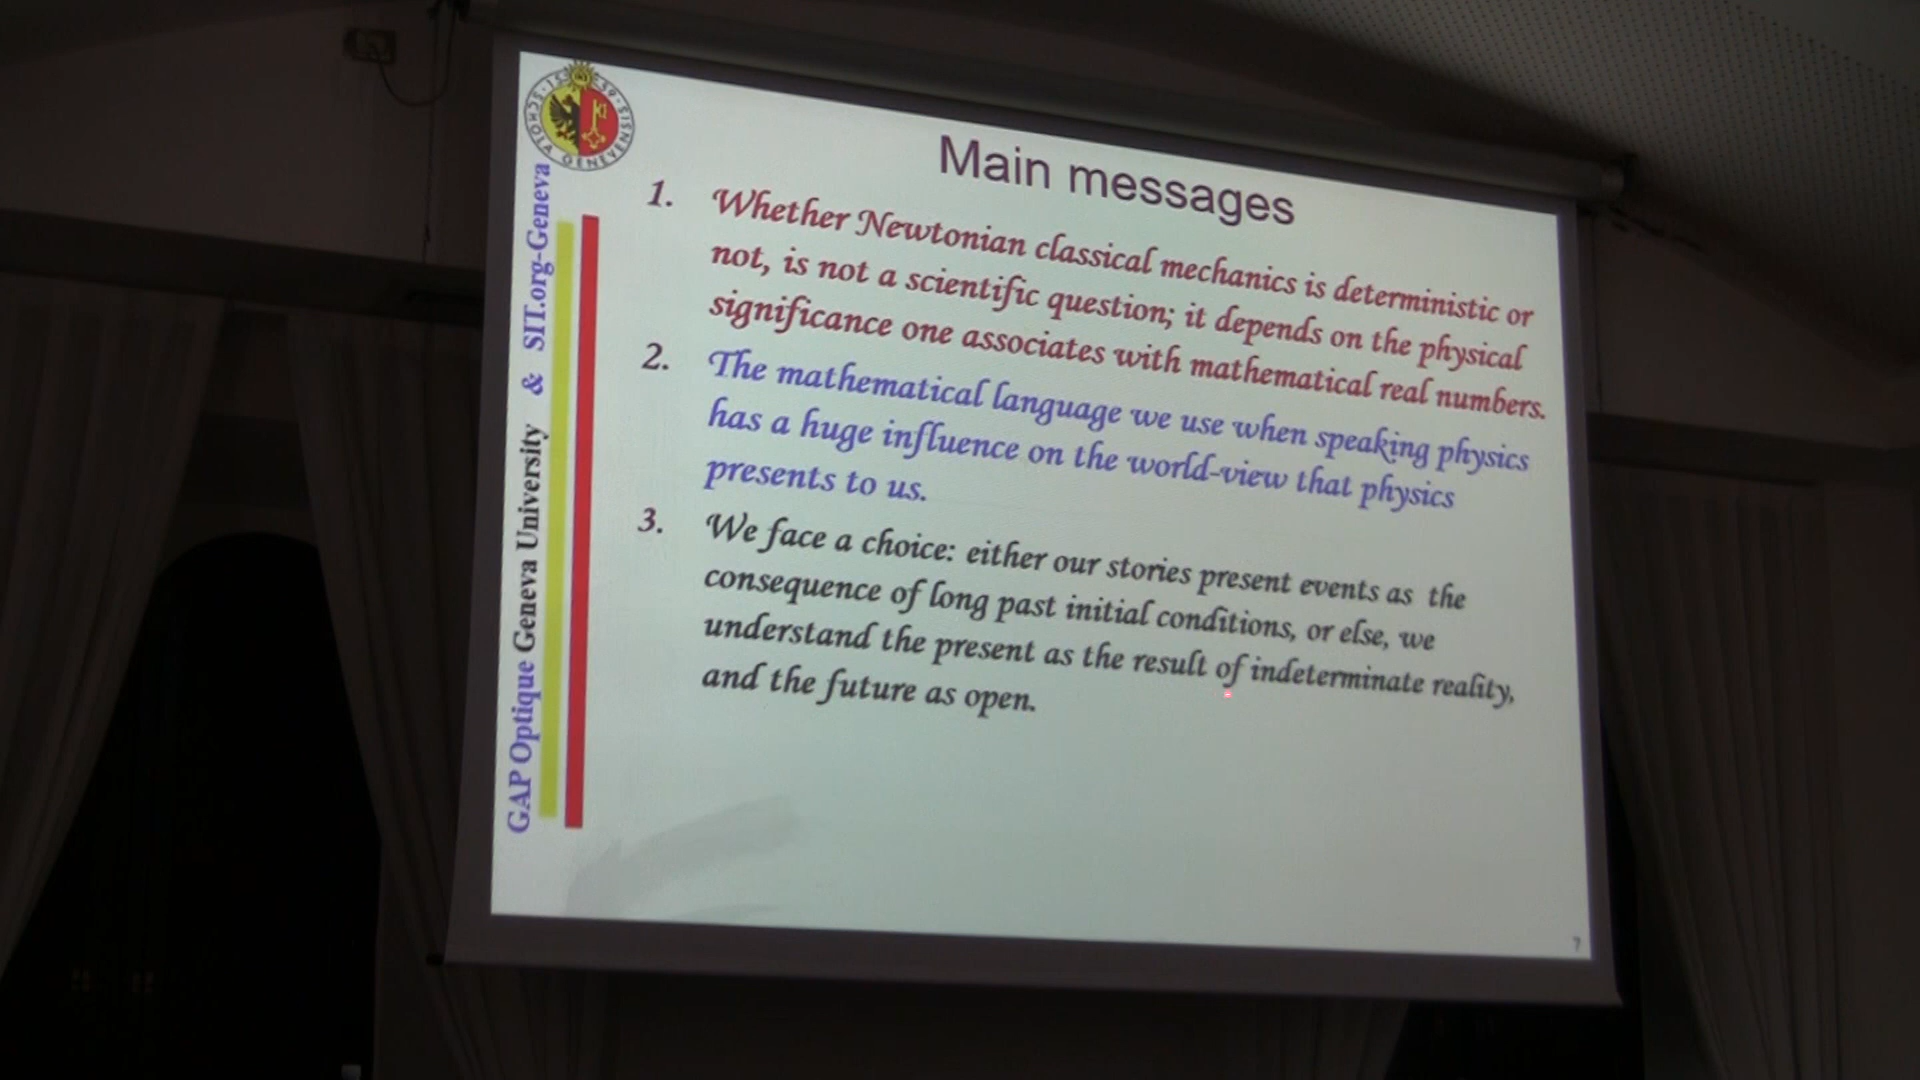 SCHOLA GENEVENSIS
GAP Optique Geneva University & SIT.org-Geneva
Main messages
1. Whether Newtonian classical mechanics is deterministic or
not, is not a scientific question; it depends on the physical
significance one associates with mathematical real numbers.
2. The mathematical language we use when speaking physics
has a huge influence on the world-view that physics
presents to us.
3. We face a choice: either our stories present events as the
consequence of long past initial conditions, or else, we
understand the present as the result of indeterminate reality,
and the future as open.
7